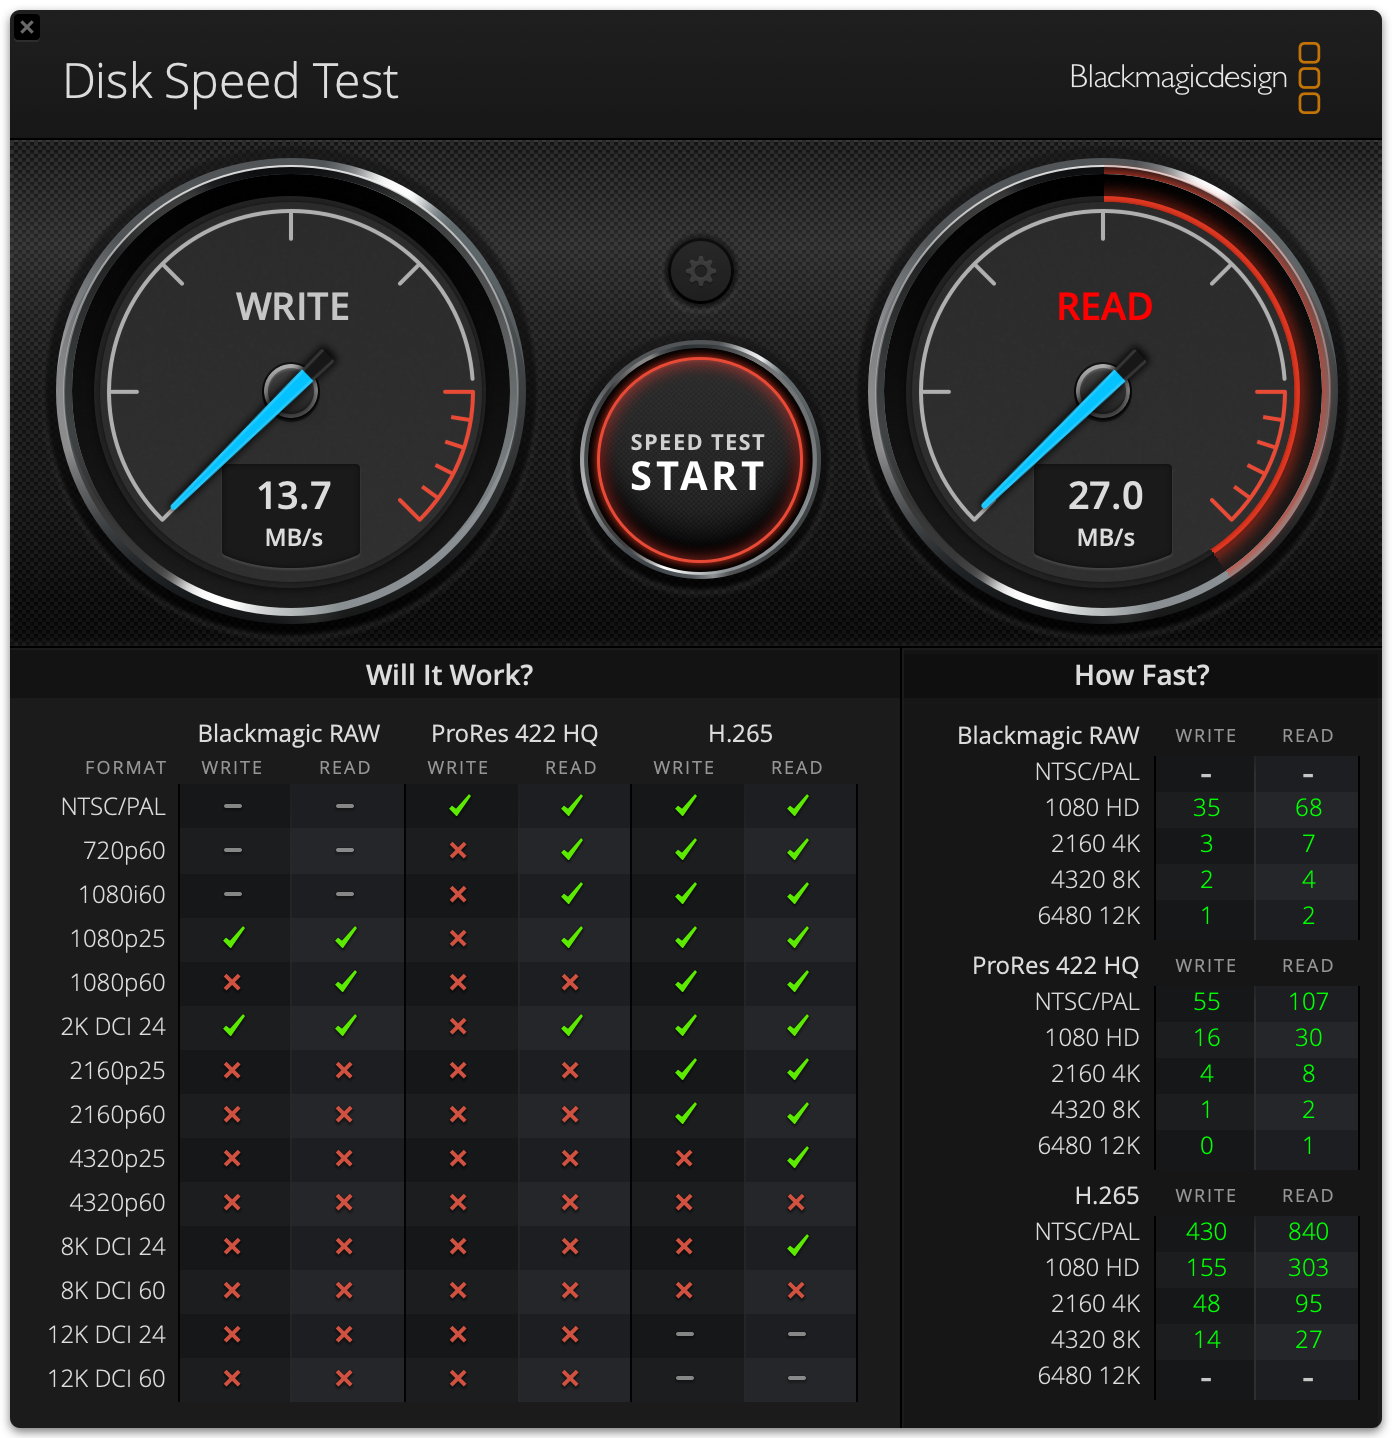 Disk Speed Test
Blackmagicdesign
WRITE
13.7
MB/s
SPEED TEST
START
READ
27.0
MB/s
Will It Work?
Blackmagic RAW ProRes 422 HQ H.265
FORMAT WRITE READ WRITE READ WRITE READ
NTSC/PAL – – ✓ ✓ ✓ ✓
720p60 – – ✗ ✓ ✓ ✓
1080i60 – – ✗ ✓ ✓ ✓
1080p25 ✓ ✓ ✗ ✓ ✓ ✓
1080p60 ✗ ✓ ✗ ✗ ✓ ✓
2K DCI 24 ✓ ✓ ✗ ✓ ✓ ✓
2160p25 ✗ ✗ ✗ ✗ ✓ ✓
2160p60 ✗ ✗ ✗ ✗ ✓ ✓
4320p25 ✗ ✗ ✗ ✗ ✗ ✓
4320p60 ✗ ✗ ✗ ✗ ✗ ✗
8K DCI 24 ✗ ✗ ✗ ✗ ✗ ✓
8K DCI 60 ✗ ✗ ✗ ✗ ✗ ✗
12K DCI 24 ✗ ✗ ✗ ✗ – –
12K DCI 60 ✗ ✗ ✗ ✗ – –
How Fast?
Blackmagic RAW WRITE READ
NTSC/PAL - -
1080 HD 35 68
2160 4K 3 7
4320 8K 2 4
6480 12K 1 2
ProRes 422 HQ WRITE READ
NTSC/PAL 55 107
1080 HD 16 30
2160 4K 4 8
4320 8K 1 2
6480 12K 0 1
H.265 WRITE READ
NTSC/PAL 430 840
1080 HD 155 303
2160 4K 48 95
4320 8K 14 27
6480 12K - -